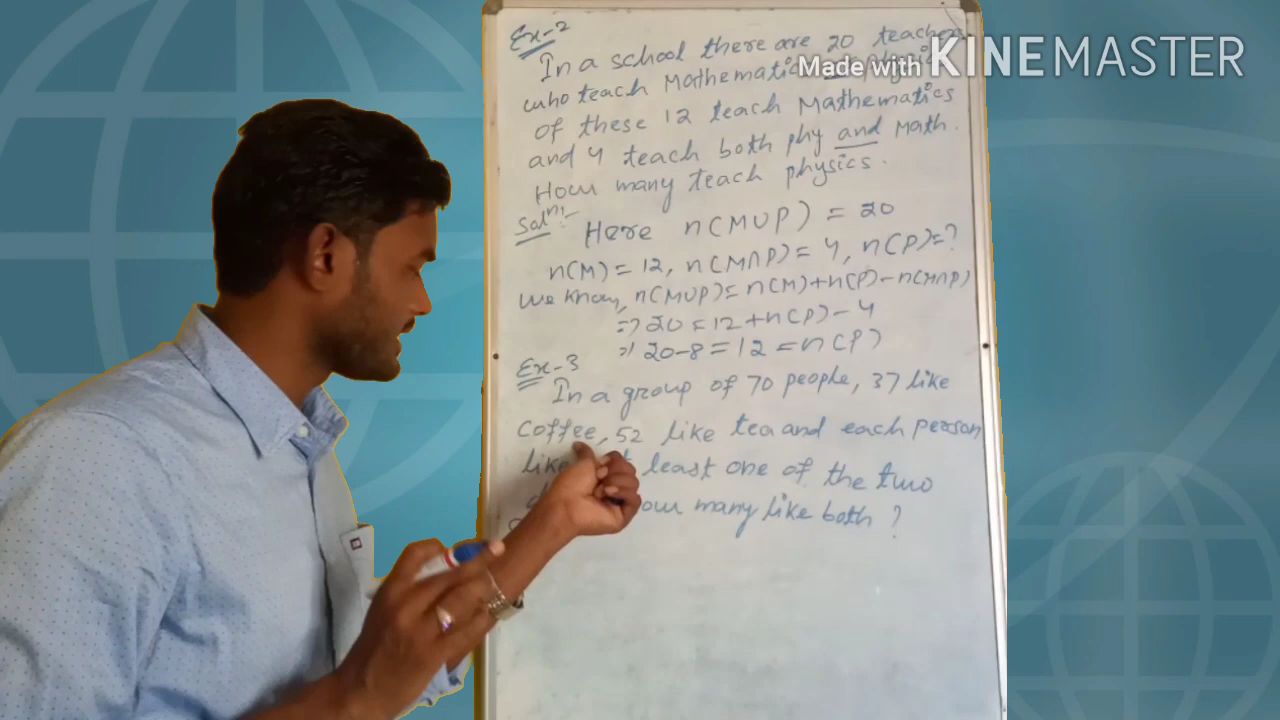 Ex-2
In a school there are 20 teachers
who teach Mathematics
Made with KINEMASTER
of these 12 teach Mathematics
and 4 teach both phy and Math.
How many teach physics.
Soln:- Here n(M∪P) = 20
n(M) = 12, n(M∩P) = 4, n(P)=?
We know, n(M∪P)= n(M)+n(P)-n(M∩P)
=> 20 = 12+n(P)-4
=> 20-8=12=n(P)
Ex-3
In a group of 70 people, 37 like
coffee, 52 like tea and each person
like least one of the two
many like both ?